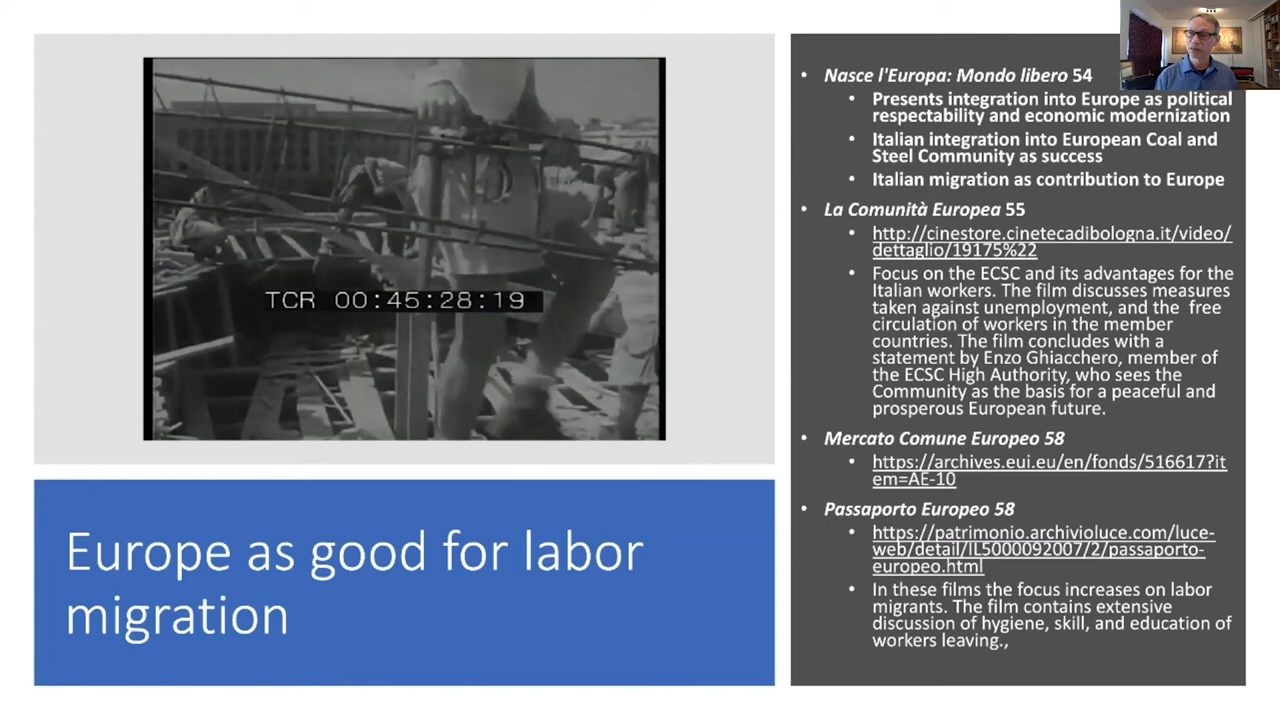 TCR 00:45:28:19
Europe as good for labor
migration
• Nasce l'Europa: Mondo libero 54
• Presents integration into Europe as political
respectability and economic modernization
• Italian integration into European Coal and
Steel Community as success
• Italian migration as contribution to Europe
• La Comunità Europea 55
• http://cinestore.cinetecadibologna.it/video/
dettaglio/19175%22
• Focus on the ECSC and its advantages for the
Italian workers. The film discusses measures
taken against unemployment, and the  free
circulation of workers in the member
countries. The film concludes with a
statement by Enzo Ghiacchero, member of
the ECSC High Authority, who sees the
Community as the basis for a peaceful and
prosperous European future.
• Mercato Comune Europeo 58
• https://archives.eui.eu/en/fonds/516617?it
em=AE-10
• Passaporto Europeo 58
• https://patrimonio.archivioluce.com/luce-
web/detail/IL5000092007/2/passaporto-
europeo.html
• In these films the focus increases on labor
migrants. The film contains extensive
discussion of hygiene, skill, and education of
workers leaving.,